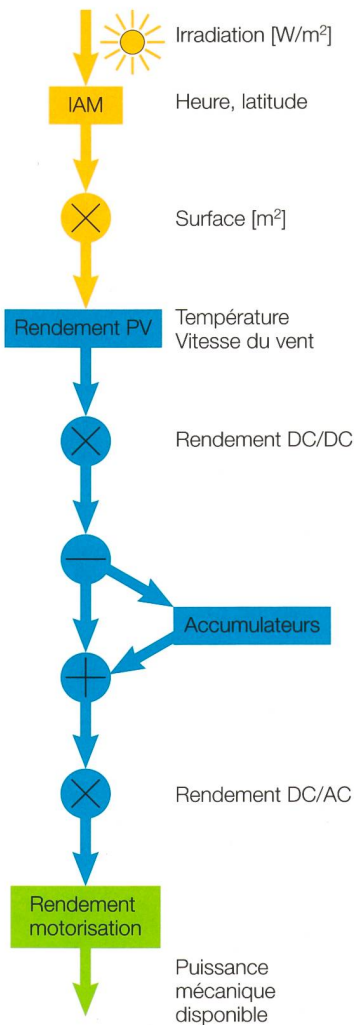 Irradiation [W/m²]
IAM
Heure, latitude
Surface [m²]
Rendement PV
Température
Vitesse du vent
Rendement DC/DC
Accumulateurs
Rendement DC/AC
Rendement
motorisation
Puissance
mécanique
disponible